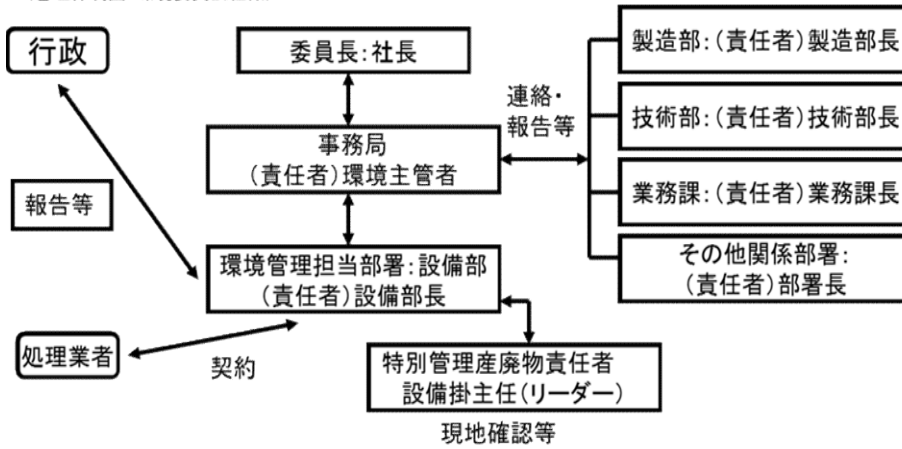 行政
委員長:社長
連絡・
報告等
製造部:(責任者)製造部長
技術部:(責任者)技術部長
事務局
(責任者)環境主管者
業務課:(責任者)業務課長
報告等
その他関係部署:
(責任者)部署長
環境管理担当部署:設備部
(責任者)設備部長
処理業者
契約
特別管理産廃物責任者
設備掛主任(リーダー)
現地確認等